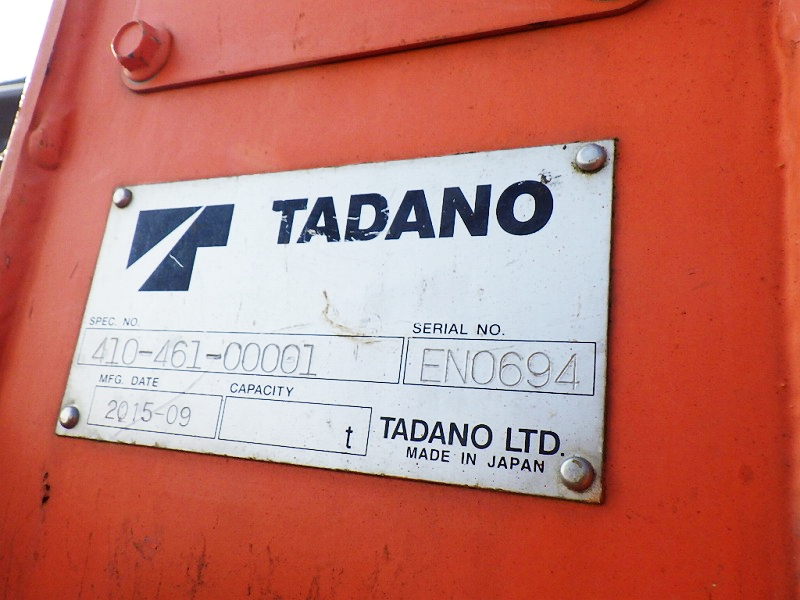 TADANO
SPEC. NO.
410-461-00001
SERIAL NO.
EN0694
MFG. DATE
2015-09
CAPACITY
t
TADANO LTD.
MADE IN JAPAN